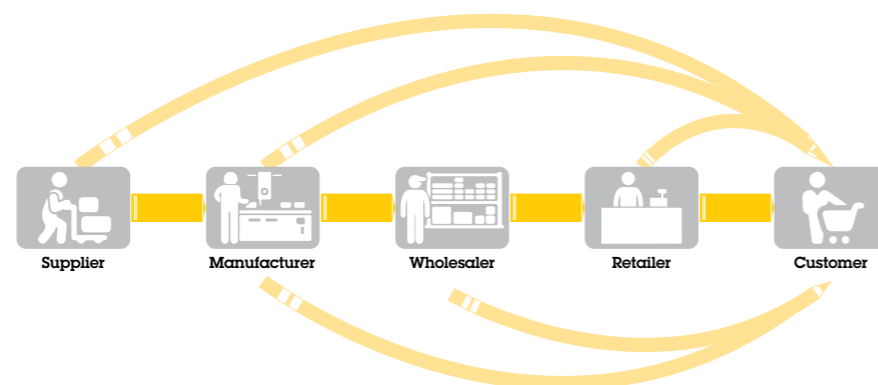 Supplier
Manufacturer
Wholesaler
Retailer
Customer